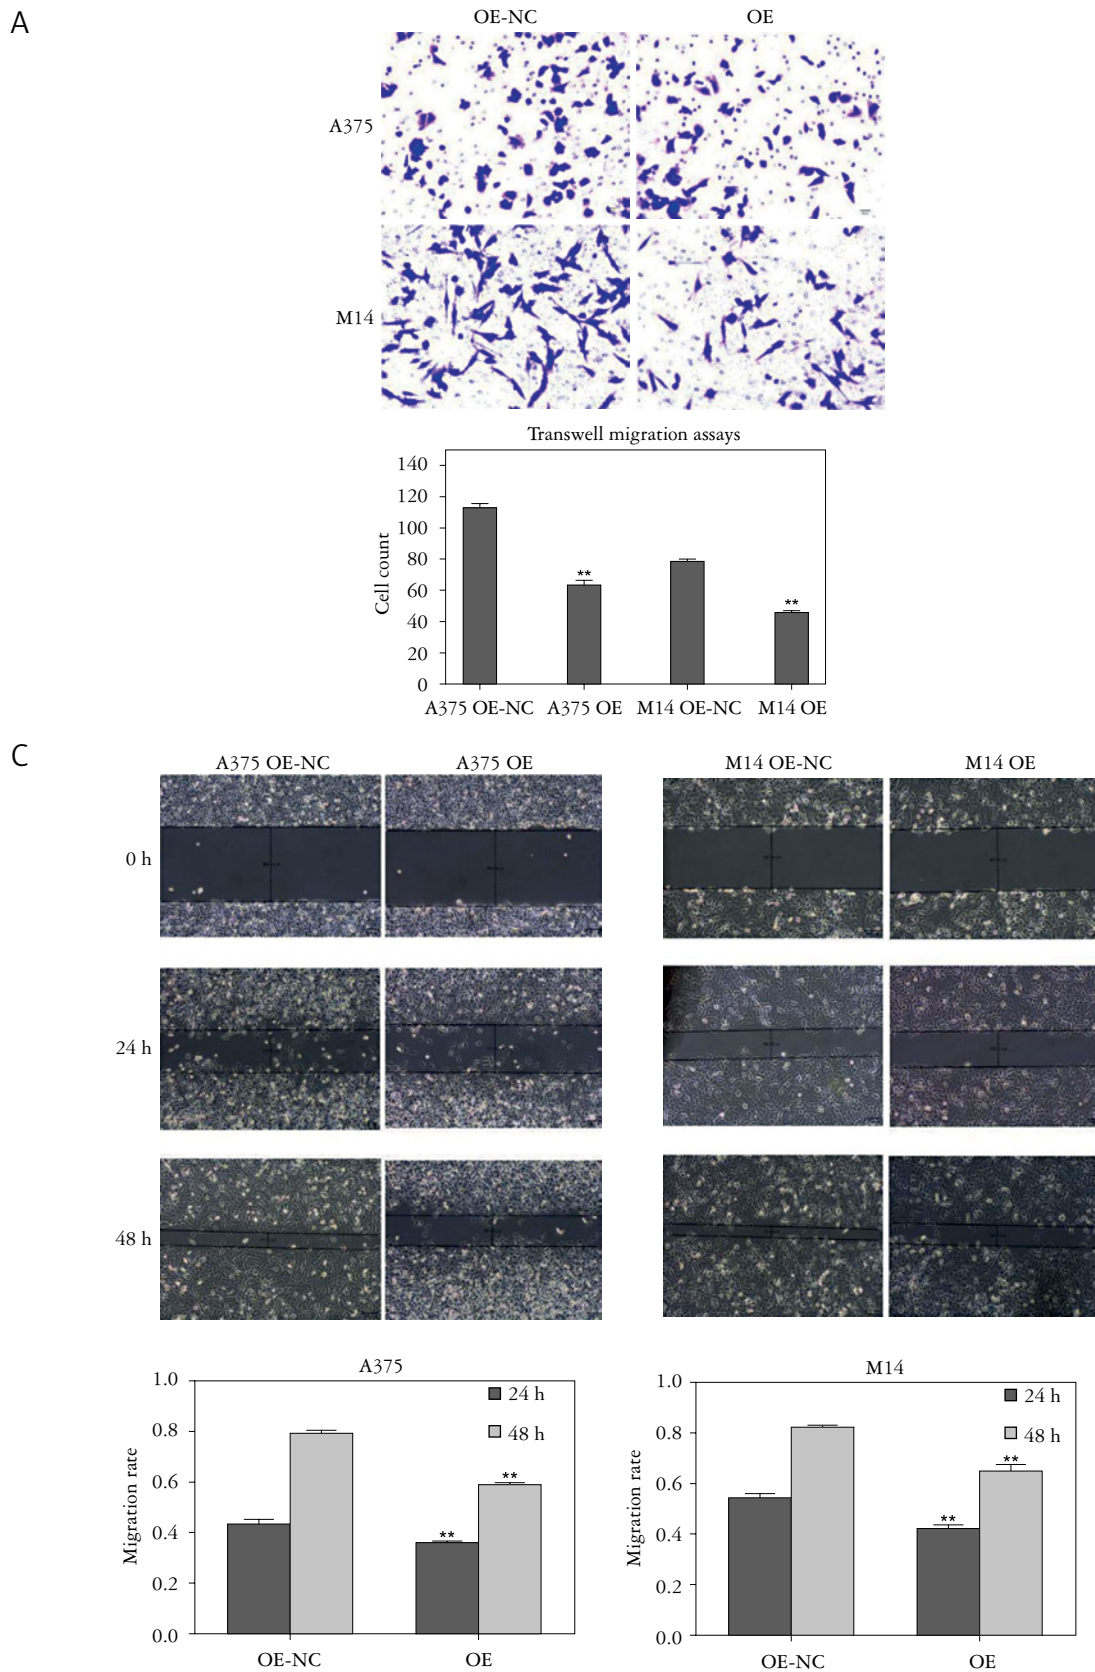 A
OE-NC OE
A375
M14
Transwell migration assays
140
120
100
80
60
40
20
0
Cell count
**
**
A375 OE-NC A375 OE M14 OE-NC M14 OE
C
A375 OE-NC A375 OE M14 OE-NC M14 OE
0 h
24 h
48 h
A375
1.0
0.8
0.6
0.4
0.2
0.0
Migration rate
24 h
48 h
**
**
OE-NC OE
M14
1.0
0.8
0.6
0.4
0.2
0.0
Migration rate
24 h
48 h
**
**
OE-NC OE